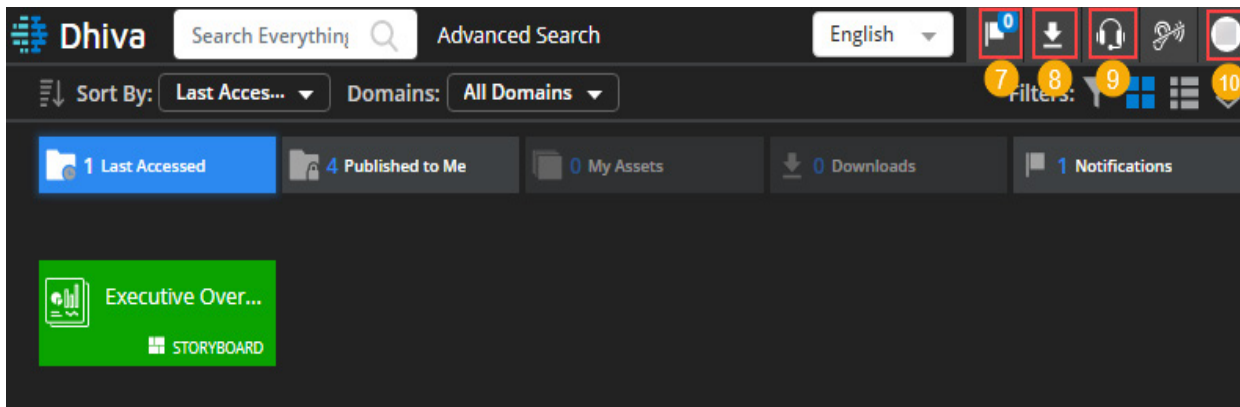 Dhiva Search Everything Advanced Search English 0
7 8 9 10
Sort By: Last Acces... Domains: All Domains Filters:
1 Last Accessed 4 Published to Me 0 My Assets 0 Downloads 1 Notifications
Executive Over...
STORYBOARD